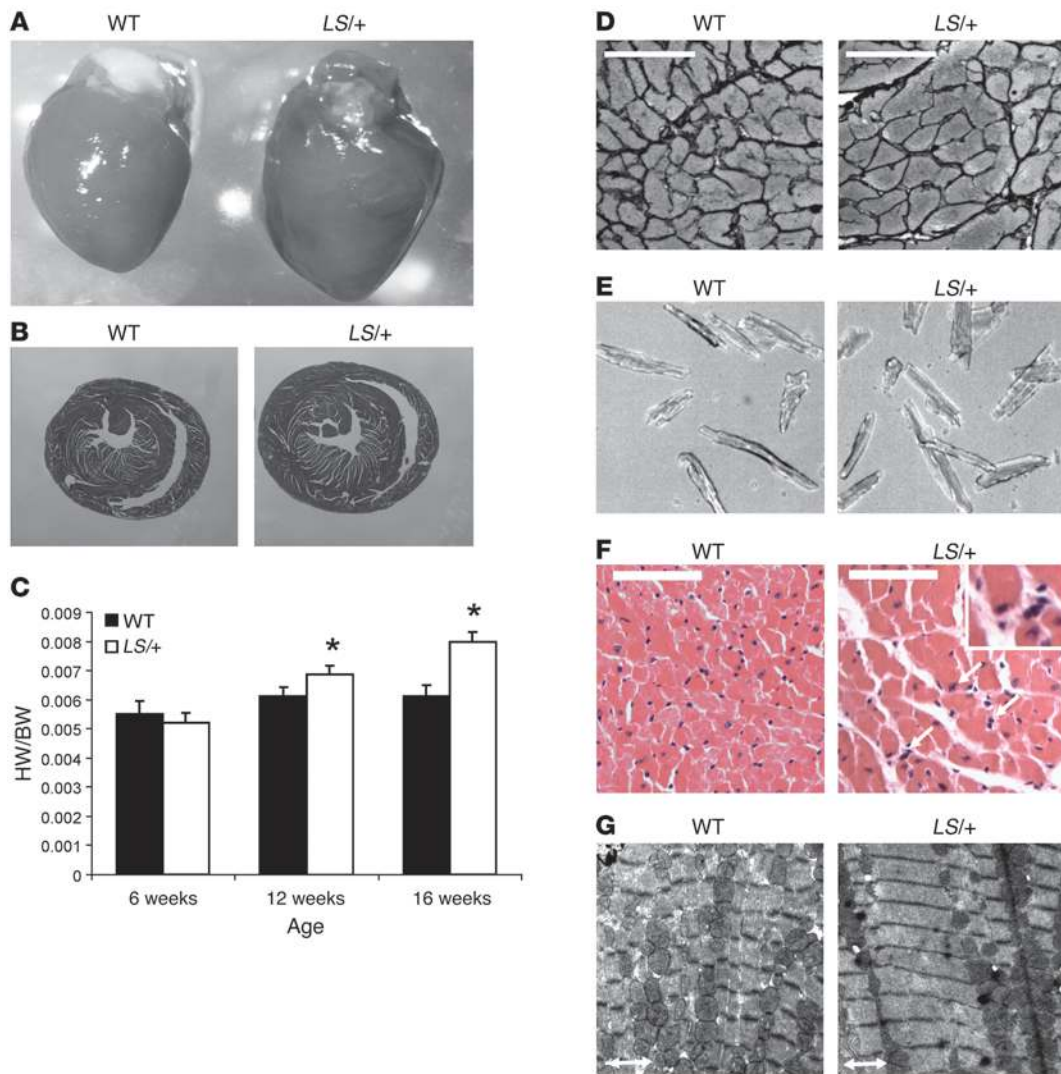 A
WT
LS/+
B
WT
LS/+
C
0.009
0.008
0.007
0.006
0.005
0.004
0.003
0.002
0.001
0
HW/BW
WT
LS/+
*
*
6 weeks
12 weeks
16 weeks
Age
D
WT
LS/+
E
WT
LS/+
F
WT
LS/+
G
WT
LS/+